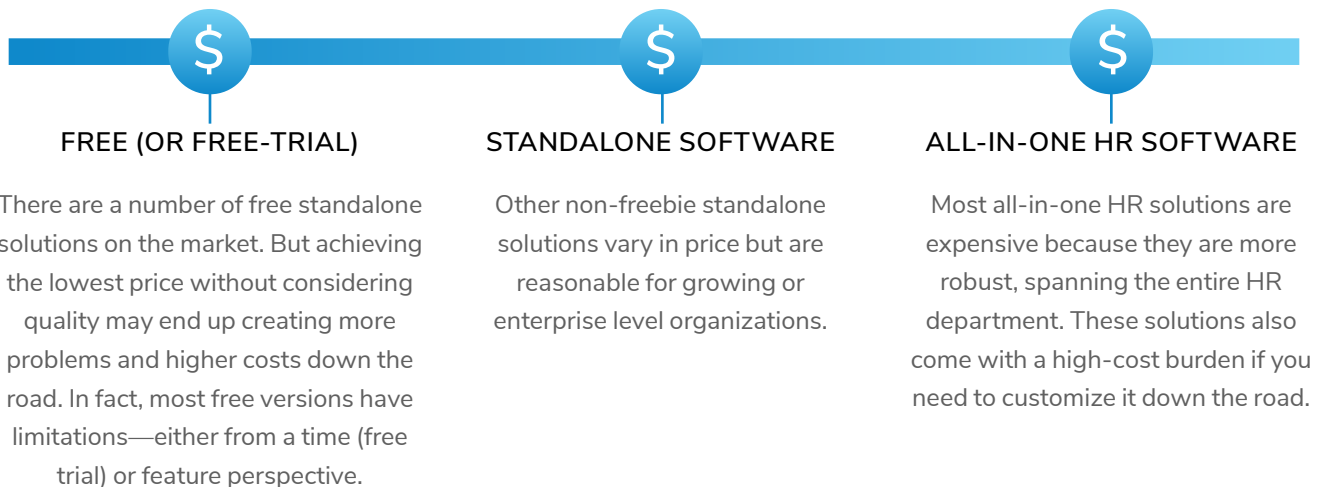 $
$
$
FREE (OR FREE-TRIAL)
There are a number of free standalone
solutions on the market. But achieving
the lowest price without considering
quality may end up creating more
problems and higher costs down the
road. In fact, most free versions have
limitations—either from a time (free
trial) or feature perspective.
STANDALONE SOFTWARE
Other non-freebie standalone
solutions vary in price but are
reasonable for growing or
enterprise level organizations.
ALL-IN-ONE HR SOFTWARE
Most all-in-one HR solutions are
expensive because they are more
robust, spanning the entire HR
department. These solutions also
come with a high-cost burden if you
need to customize it down the road.